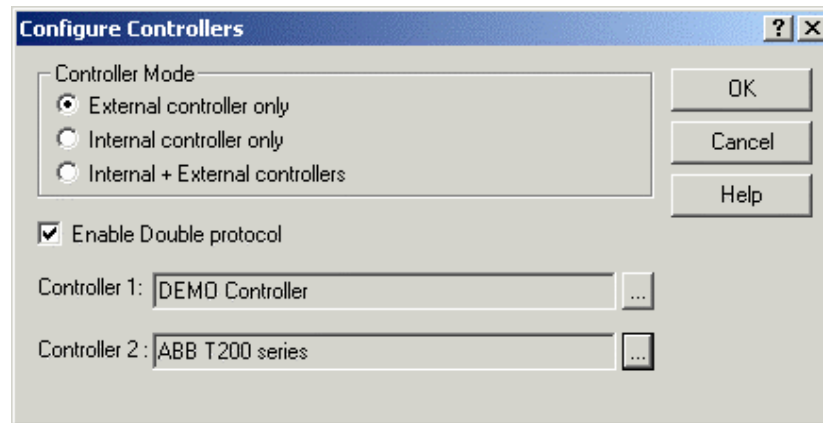 Configure Controllers
? X
Controller Mode
External controller only
Internal controller only
Internal + External controllers
OK
Cancel
Help
Enable Double protocol
Controller 1: DEMO Controller ...
Controller 2 : ABB T200 series ...